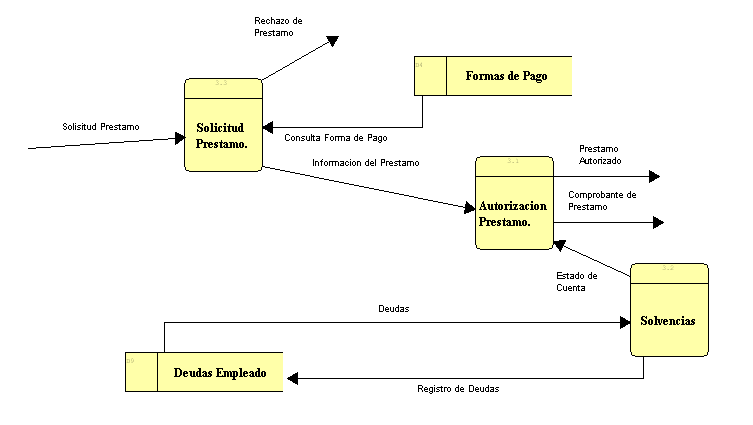 Rechazo de
Prestamo
D4
Formas de Pago
3.3
Solisitud Prestamo
Solicitud
Prestamo.
Consulta Forma de Pago
Informacion del Prestamo
Prestamo
Autorizado
3.1
Comprobante de
Prestamo
Autorizacion
Prestamo.
Estado de
Cuenta
3.2
Solvencias
Deudas
D9
Deudas Empleado
Registro de Deudas